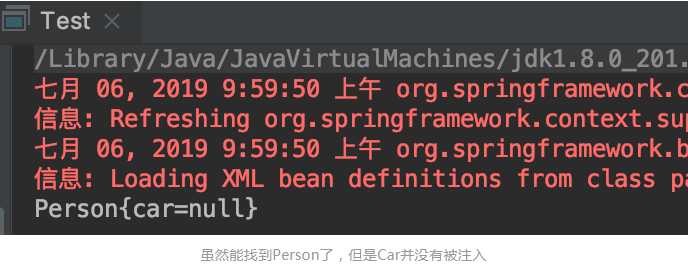 Test
/Library/Java/JavaVirtualMachines/jdk1.8.0_201.
七月 06, 2019 9:59:50 上午 org.springframework.c
信息: Refreshing org.springframework.context.sup
七月 06, 2019 9:59:50 上午 org.springframework.b
信息: Loading XML bean definitions from class pa
Person{car=null}
虽然能找到Person了，但是Car并没有被注入